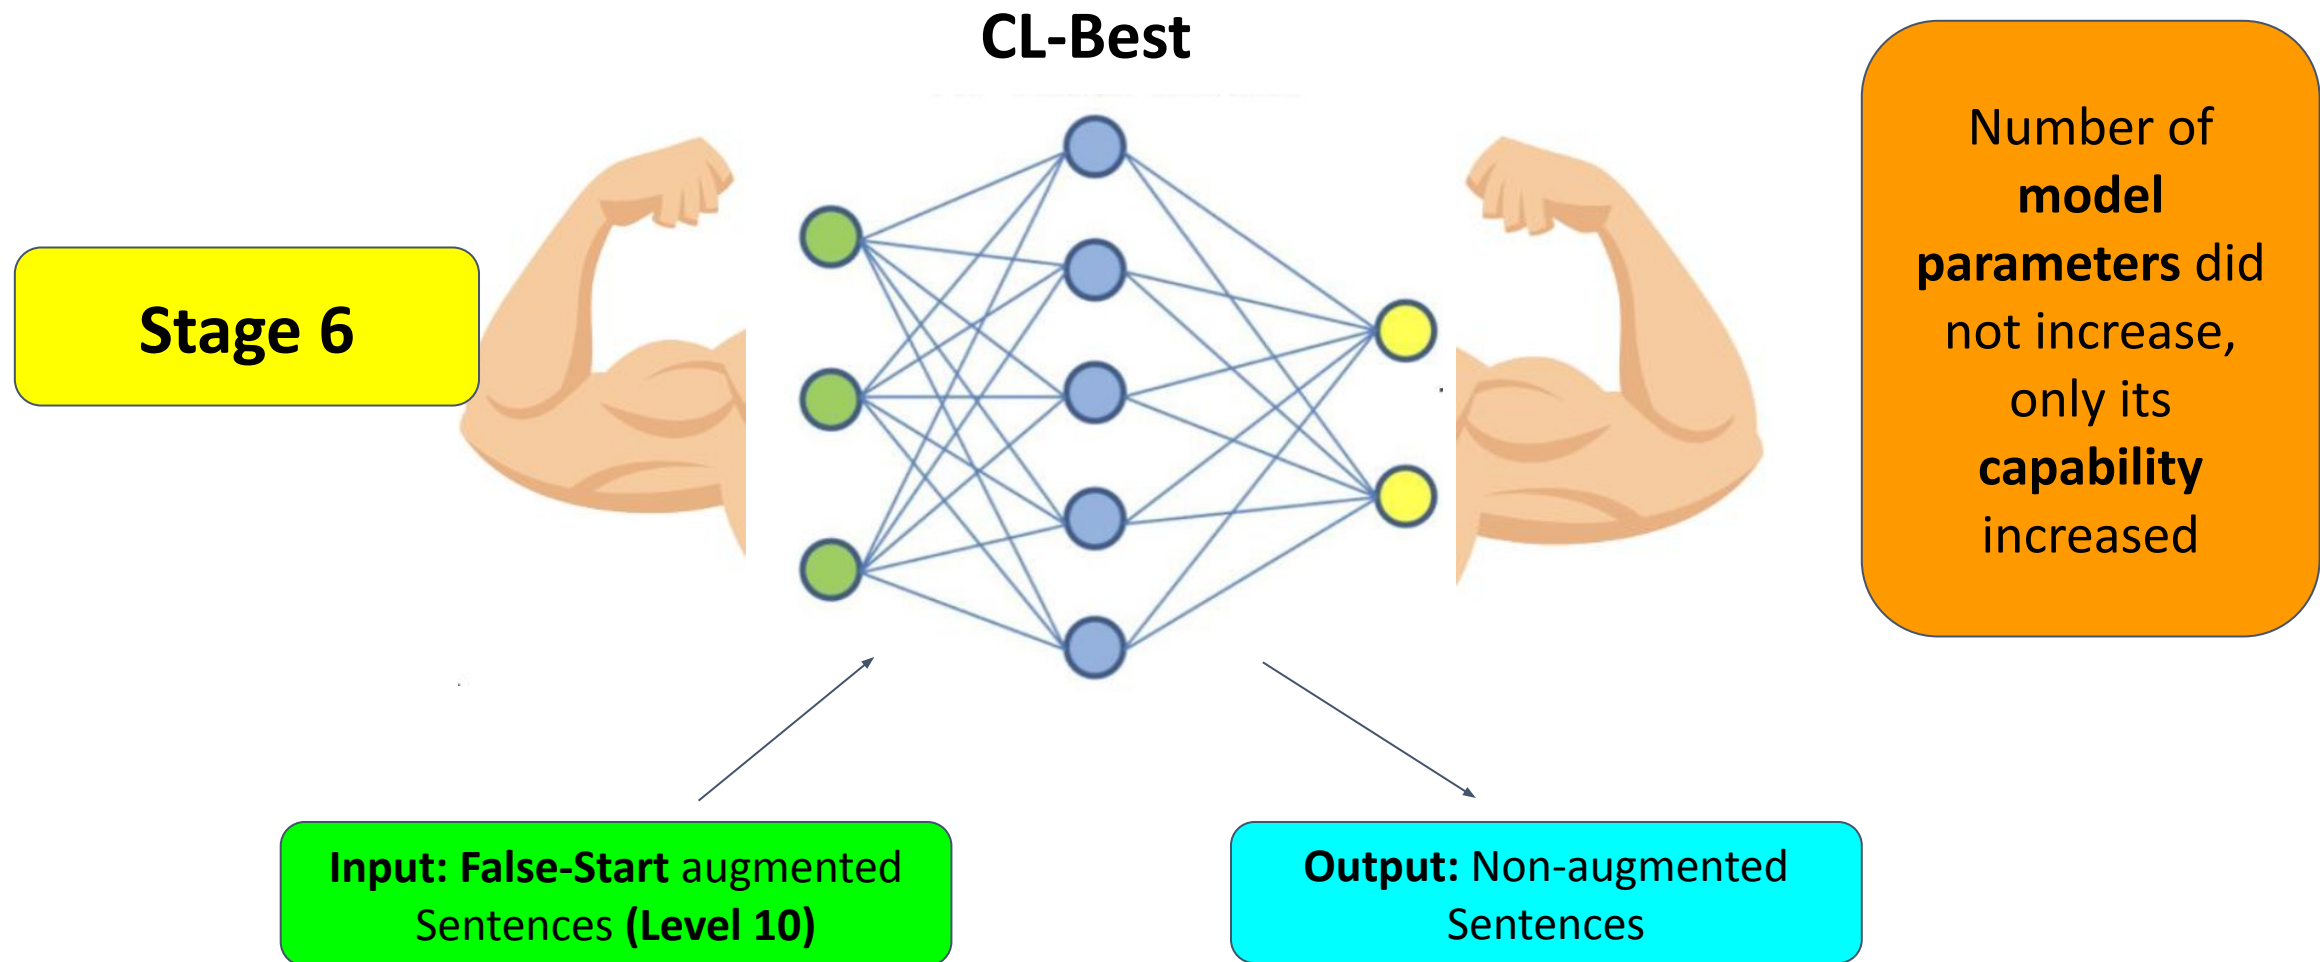 CL-Best
Stage 6
Number of
model
parameters did
not increase,
only its
capability
increased
Input: False-Start augmented
Sentences (Level 10)
Output: Non-augmented
Sentences